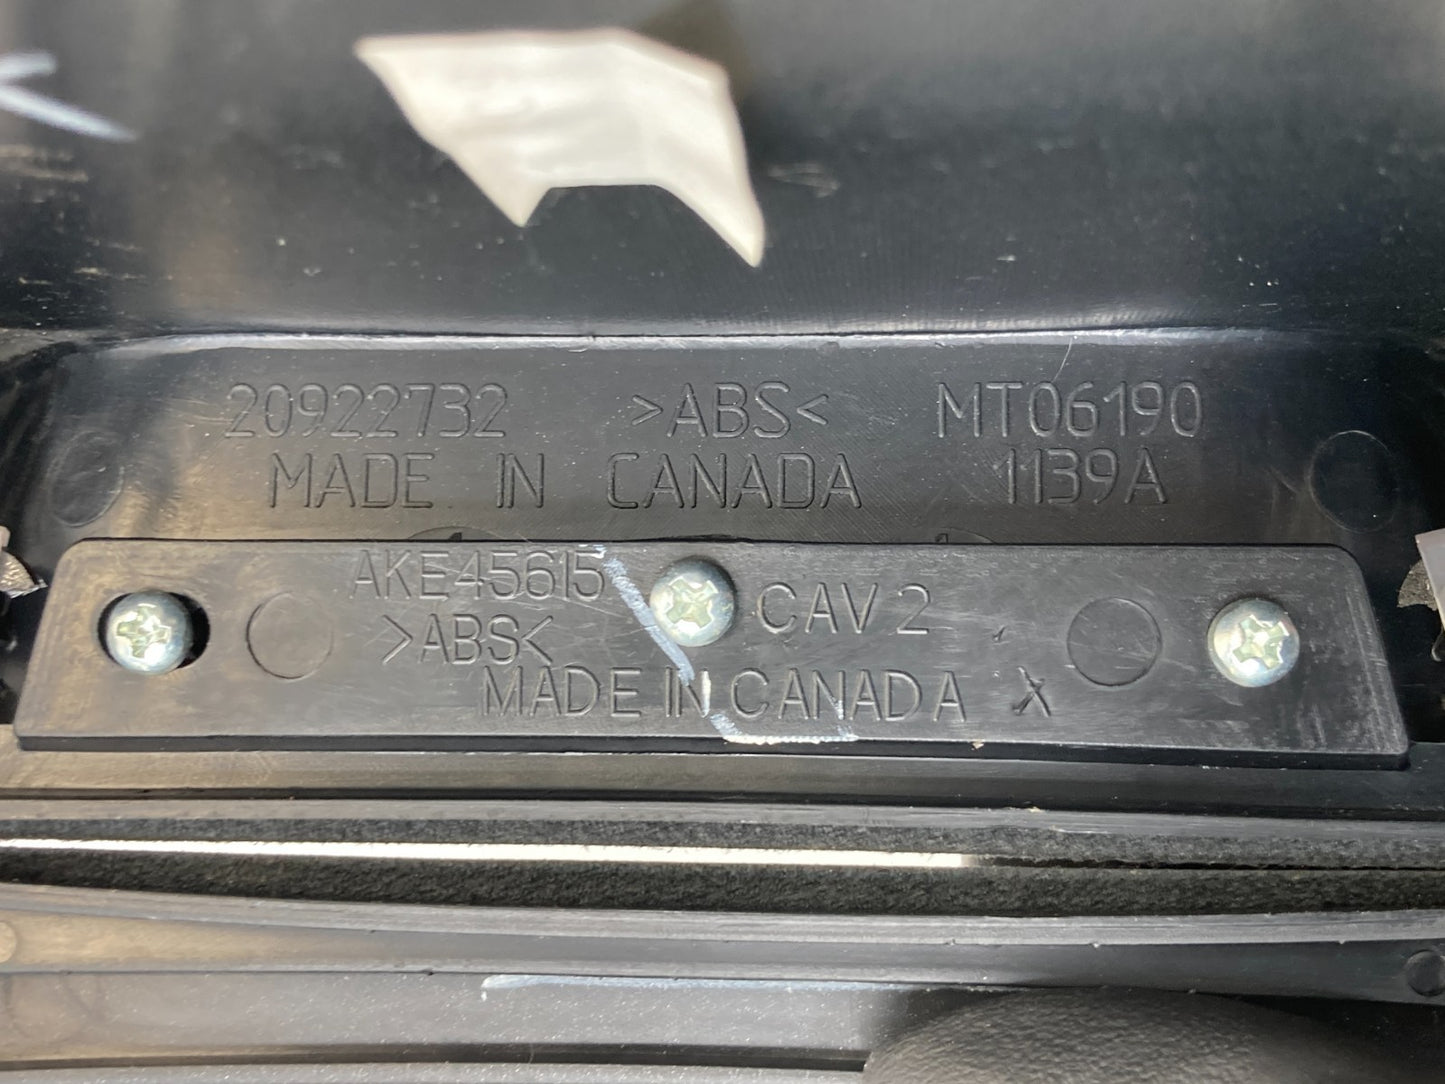 20922732 >ABS< MT06190
MADE IN CANADA 1139A
AKE45615 CAV 2
>ABS<
MADE IN CANADA X